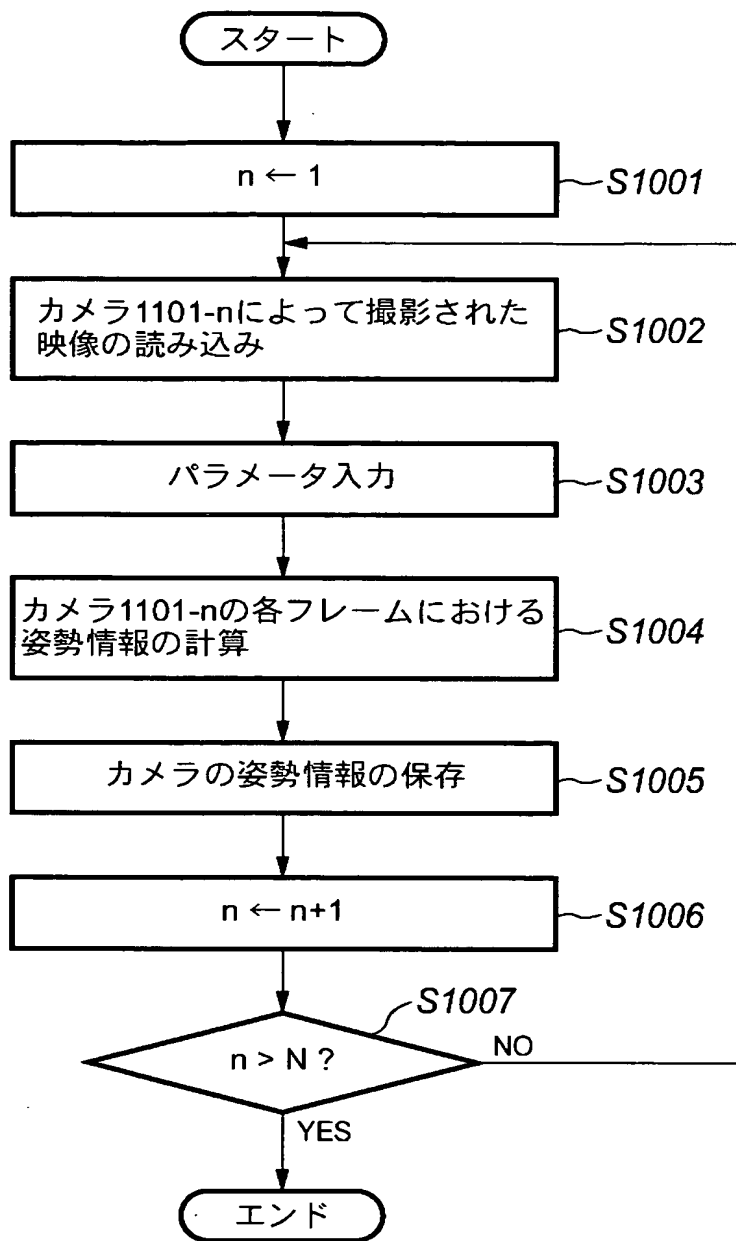 スタート
n ← 1
S1001
カメラ1101-nによって撮影された
映像の読み込み
S1002
パラメータ入力
S1003
カメラ1101-nの各フレームにおける
姿勢情報の計算
S1004
カメラの姿勢情報の保存
S1005
n ← n+1
S1006
S1007
n > N ?
NO
YES
エンド